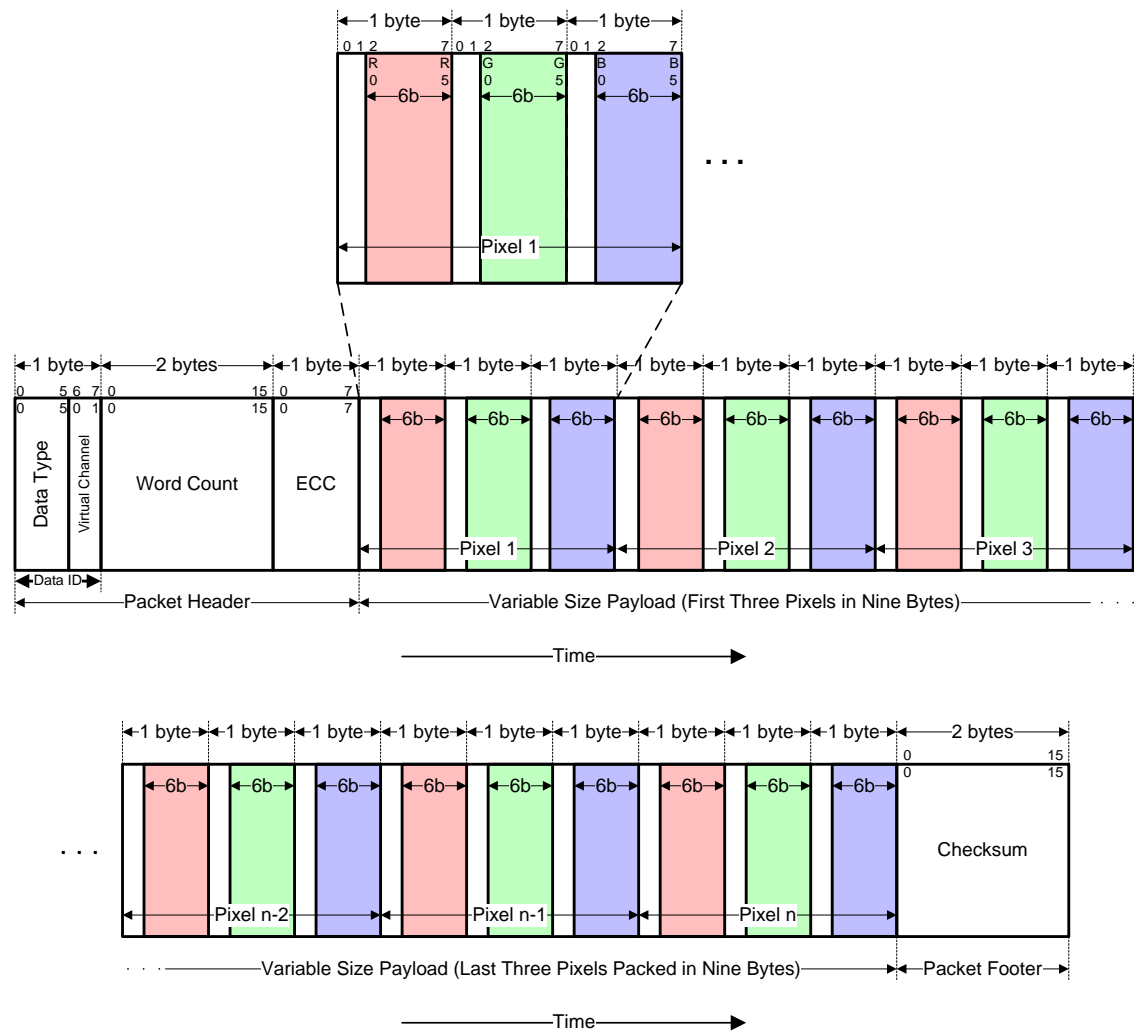 1 byte 1 byte 1 byte
0 1 2 7 0 1 2 7 0 1 2 7
R R G G B B
0 5 0 5 0 5
6b 6b 6b
. . .
Pixel 1
1 byte 2 bytes 1 byte 1 byte 1 byte 1 byte 1 byte 1 byte 1 byte 1 byte 1 byte 1 byte
0 5 6 7 0 15 0 7
0 5 0 1 0 15 0 7
6b 6b 6b 6b 6b 6b 6b 6b 6b
Data Type
Virtual Channel
Word Count ECC
Pixel 1 Pixel 2 Pixel 3
Data ID
Packet Header Variable Size Payload (First Three Pixels in Nine Bytes) . . .
Time
1 byte 1 byte 1 byte 1 byte 1 byte 1 byte 1 byte 1 byte 1 byte 2 bytes
0 15
0 15
6b 6b 6b 6b 6b 6b 6b 6b 6b
. . . Checksum
Pixel n-2 Pixel n-1 Pixel n
. . . Variable Size Payload (Last Three Pixels Packed in Nine Bytes) Packet Footer
Time